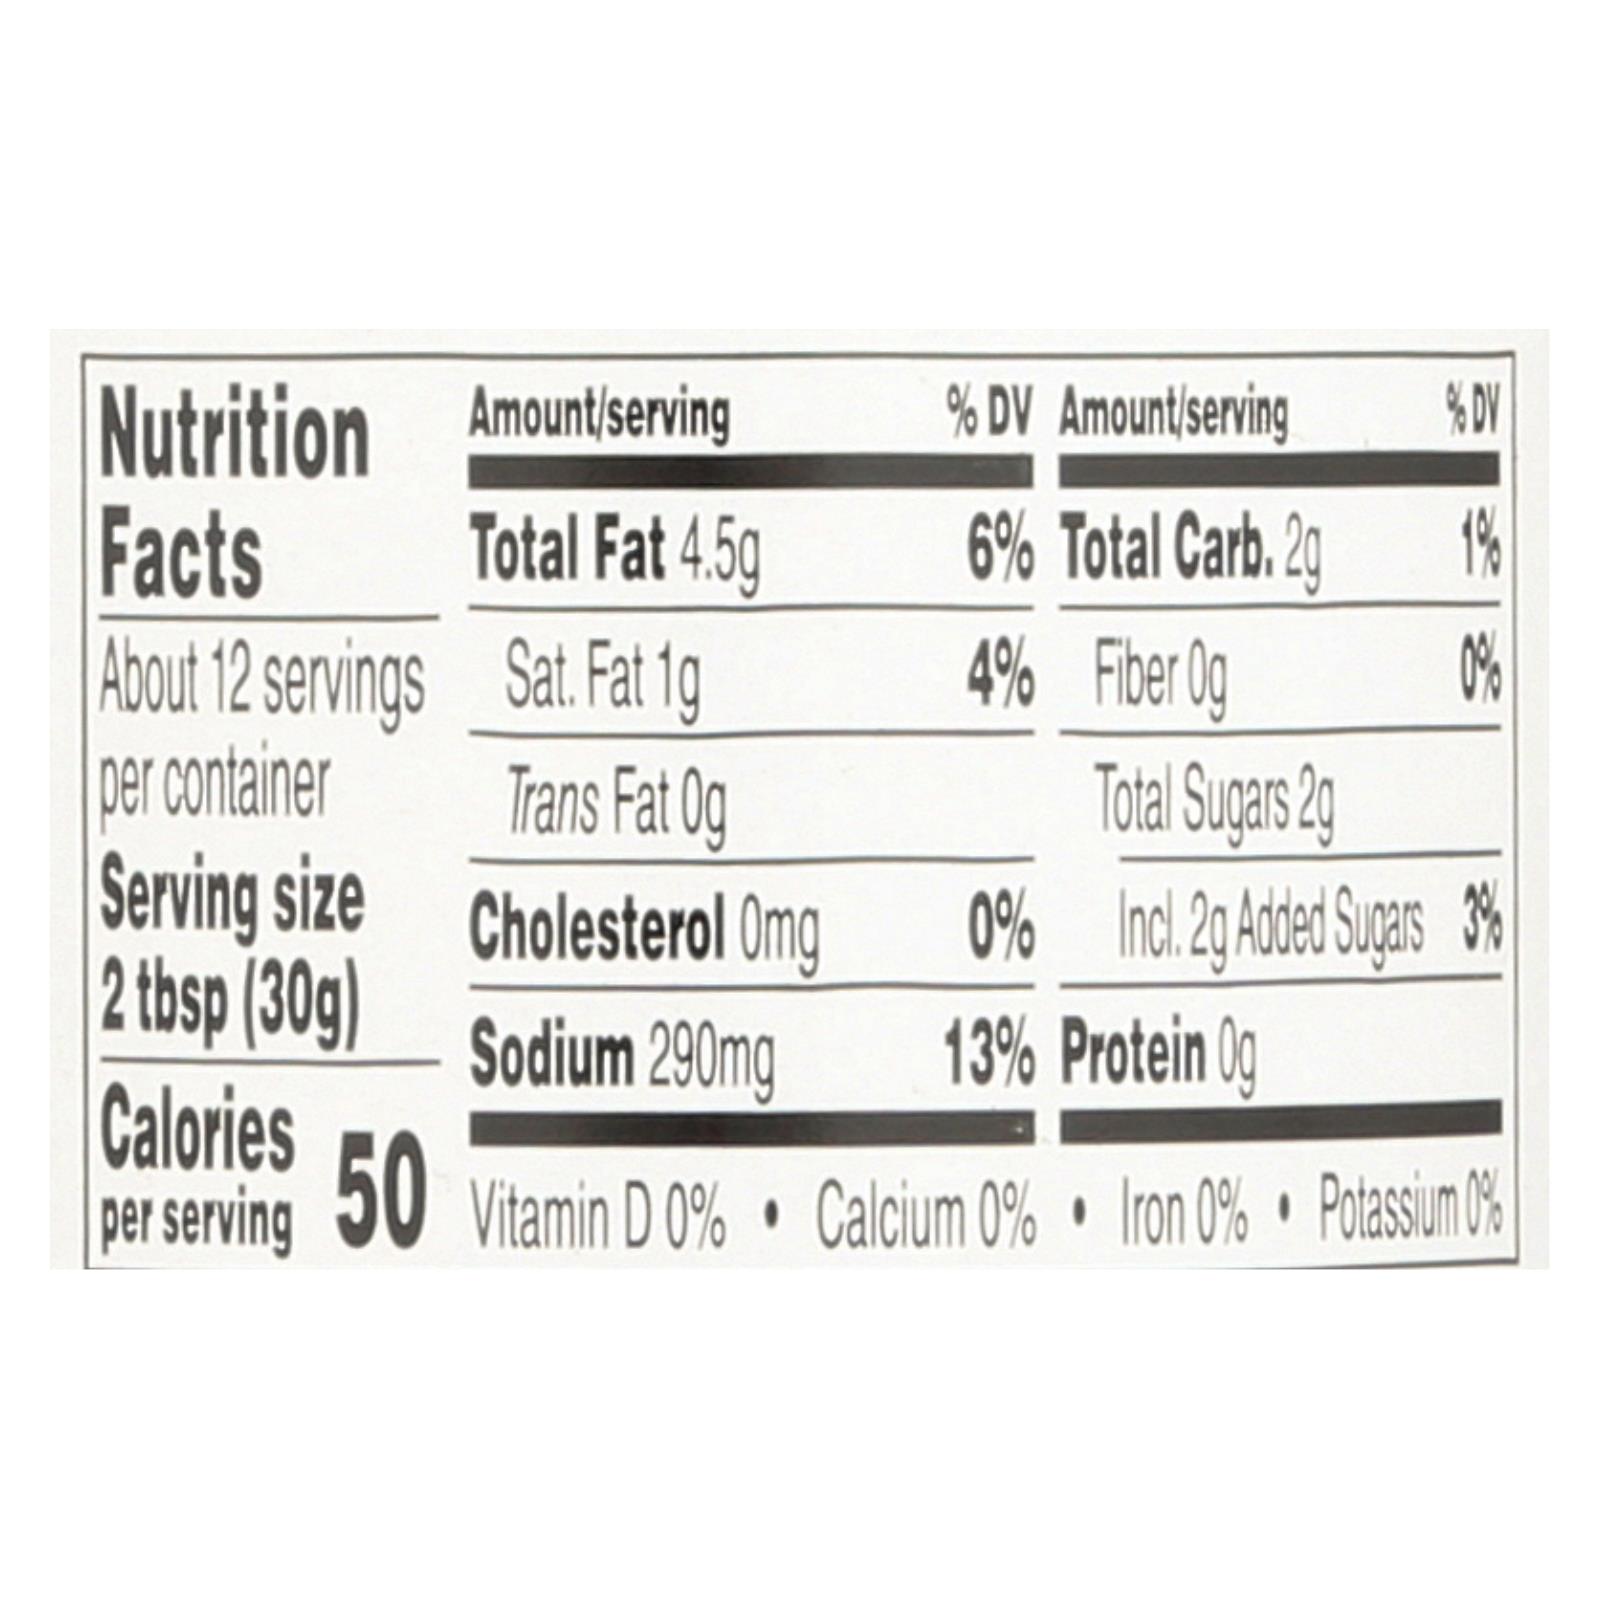 Nutrition
Facts
About 12 servings
per container
Serving size
2 tbsp (30g)
Calories
per serving 50
Amount/serving % DV
Total Fat 4.5g 6%
Sat. Fat 1g 4%
Trans Fat 0g
Cholesterol 0mg 0%
Sodium 290mg 13%
Amount/serving % DV
Total Carb. 2g 1%
Fiber 0g 0%
Total Sugars 2g
Incl. 2g Added Sugars 3%
Protein 0g
Vitamin D 0% • Calcium 0% • Iron 0% • Potassium 0%